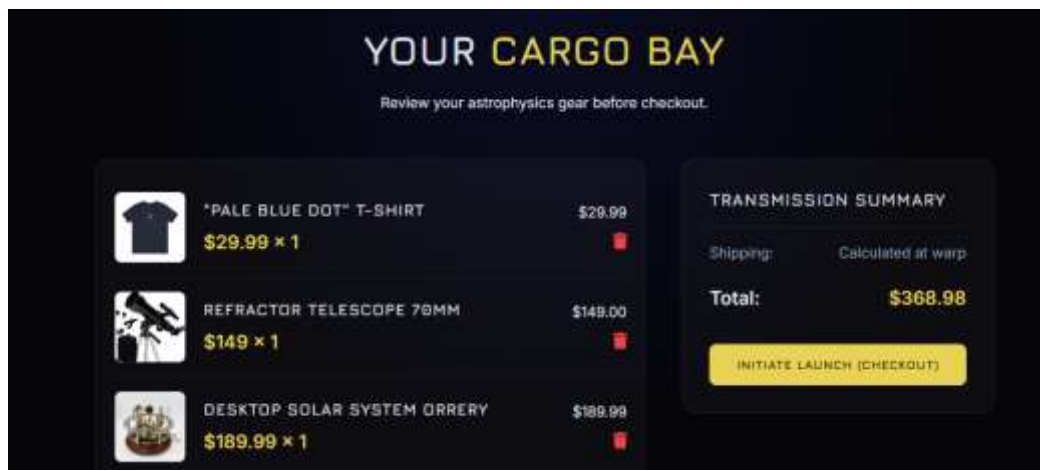 YOUR CARGO BAY
Review your astrophysics gear before checkout.
"PALE BLUE DOT" T-SHIRT
$29.99
$29.99 × 1
REFRACTOR TELESCOPE 70MM
$149.00
$149 × 1
DESKTOP SOLAR SYSTEM ORRERY
$189.99
$189.99 × 1
TRANSMISSION SUMMARY
Shipping:
Calculated at warp
Total:
$368.98
INITIATE LAUNCH (CHECKOUT)